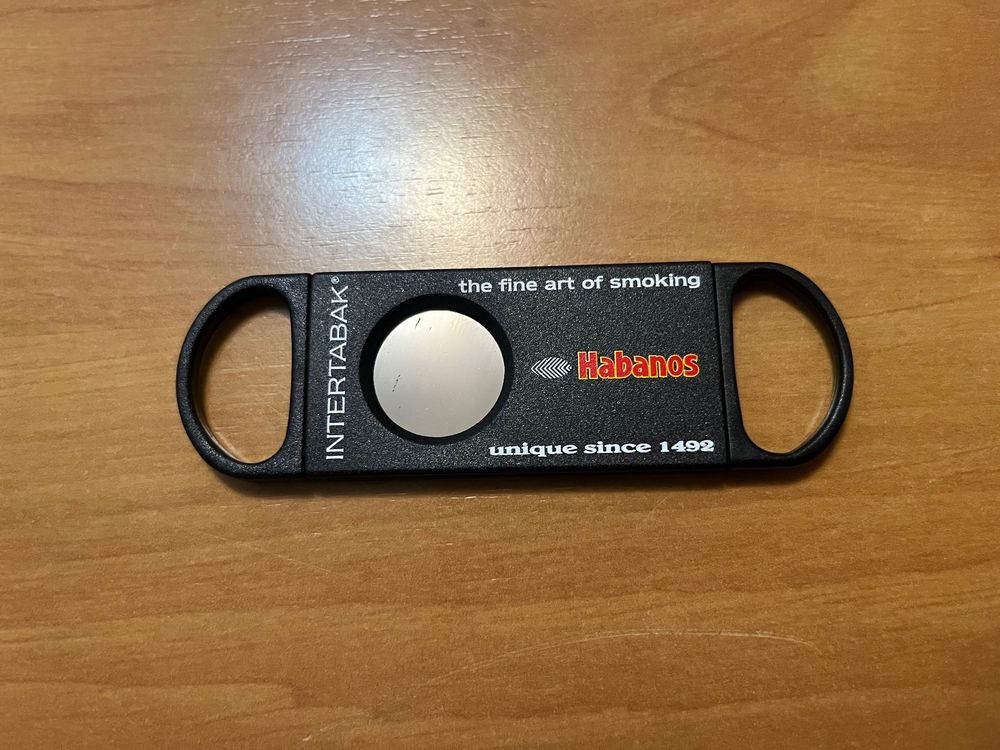 INTERTABAK®
the fine art of smoking
Habanos
unique since 1492